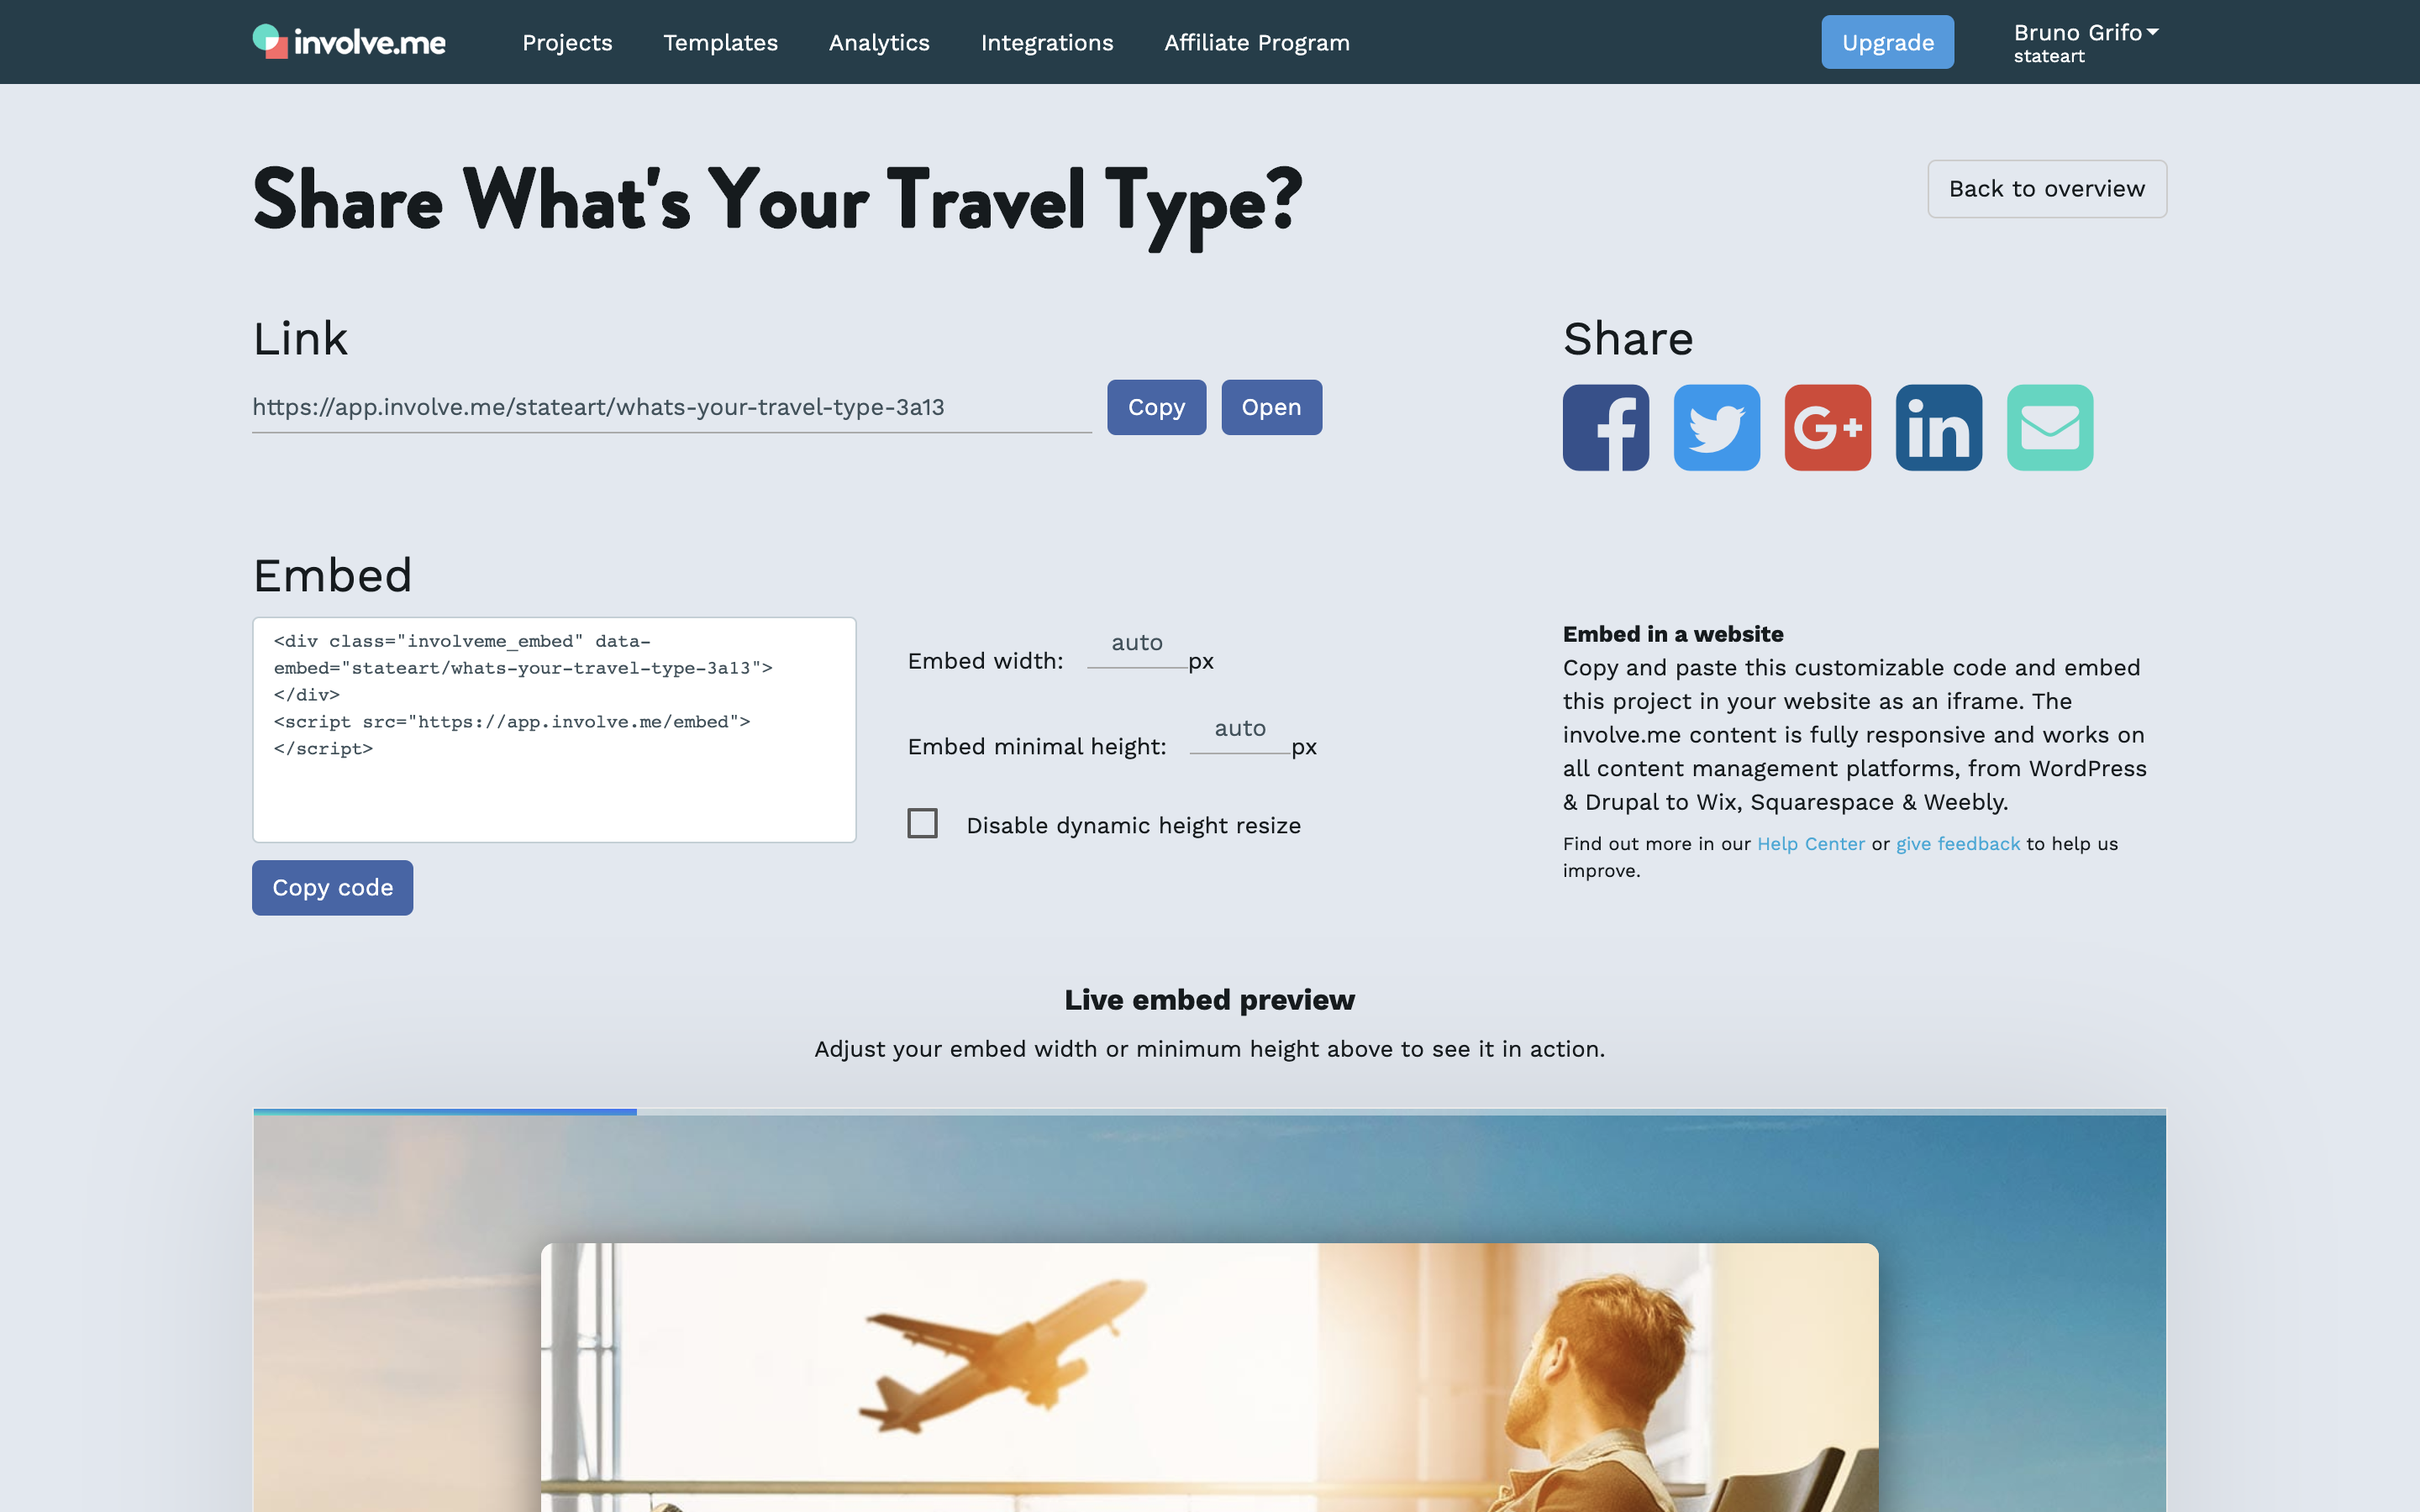 involve.me
Projects
Templates
Analytics
Integrations
Affiliate Program
Upgrade
Bruno Grifo
stateart
Share What's Your Travel Type?
Back to overview
Link
https://app.involve.me/stateart/whats-your-travel-type-3a13
Copy
Open
Share
Embed
<div class="involveme_embed" data-
embed="stateart/whats-your-travel-type-3a13">
</div>
<script src="https://app.involve.me/embed">
</script>
Copy code
Embed width: auto px
Embed minimal height: auto px
Disable dynamic height resize
Embed in a website
Copy and paste this customizable code and embed
this project in your website as an iframe. The
involve.me content is fully responsive and works on
all content management platforms, from WordPress
& Drupal to Wix, Squarespace & Weebly.
Find out more in our Help Center or give feedback to help us
improve.
Live embed preview
Adjust your embed width or minimum height above to see it in action.